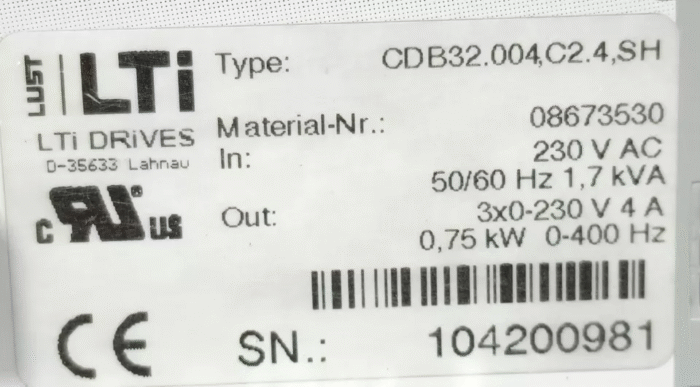 LUST LTi
LTi DRiVES
D-35633 Lahnau
Type: CDB32.004,C2.4,SH
Material-Nr.: 08673530
In: 230 V AC
50/60 Hz 1,7 kVA
Out: 3x0-230 V 4 A
0,75 kW 0-400 Hz
c RU us
CE
SN.: 104200981